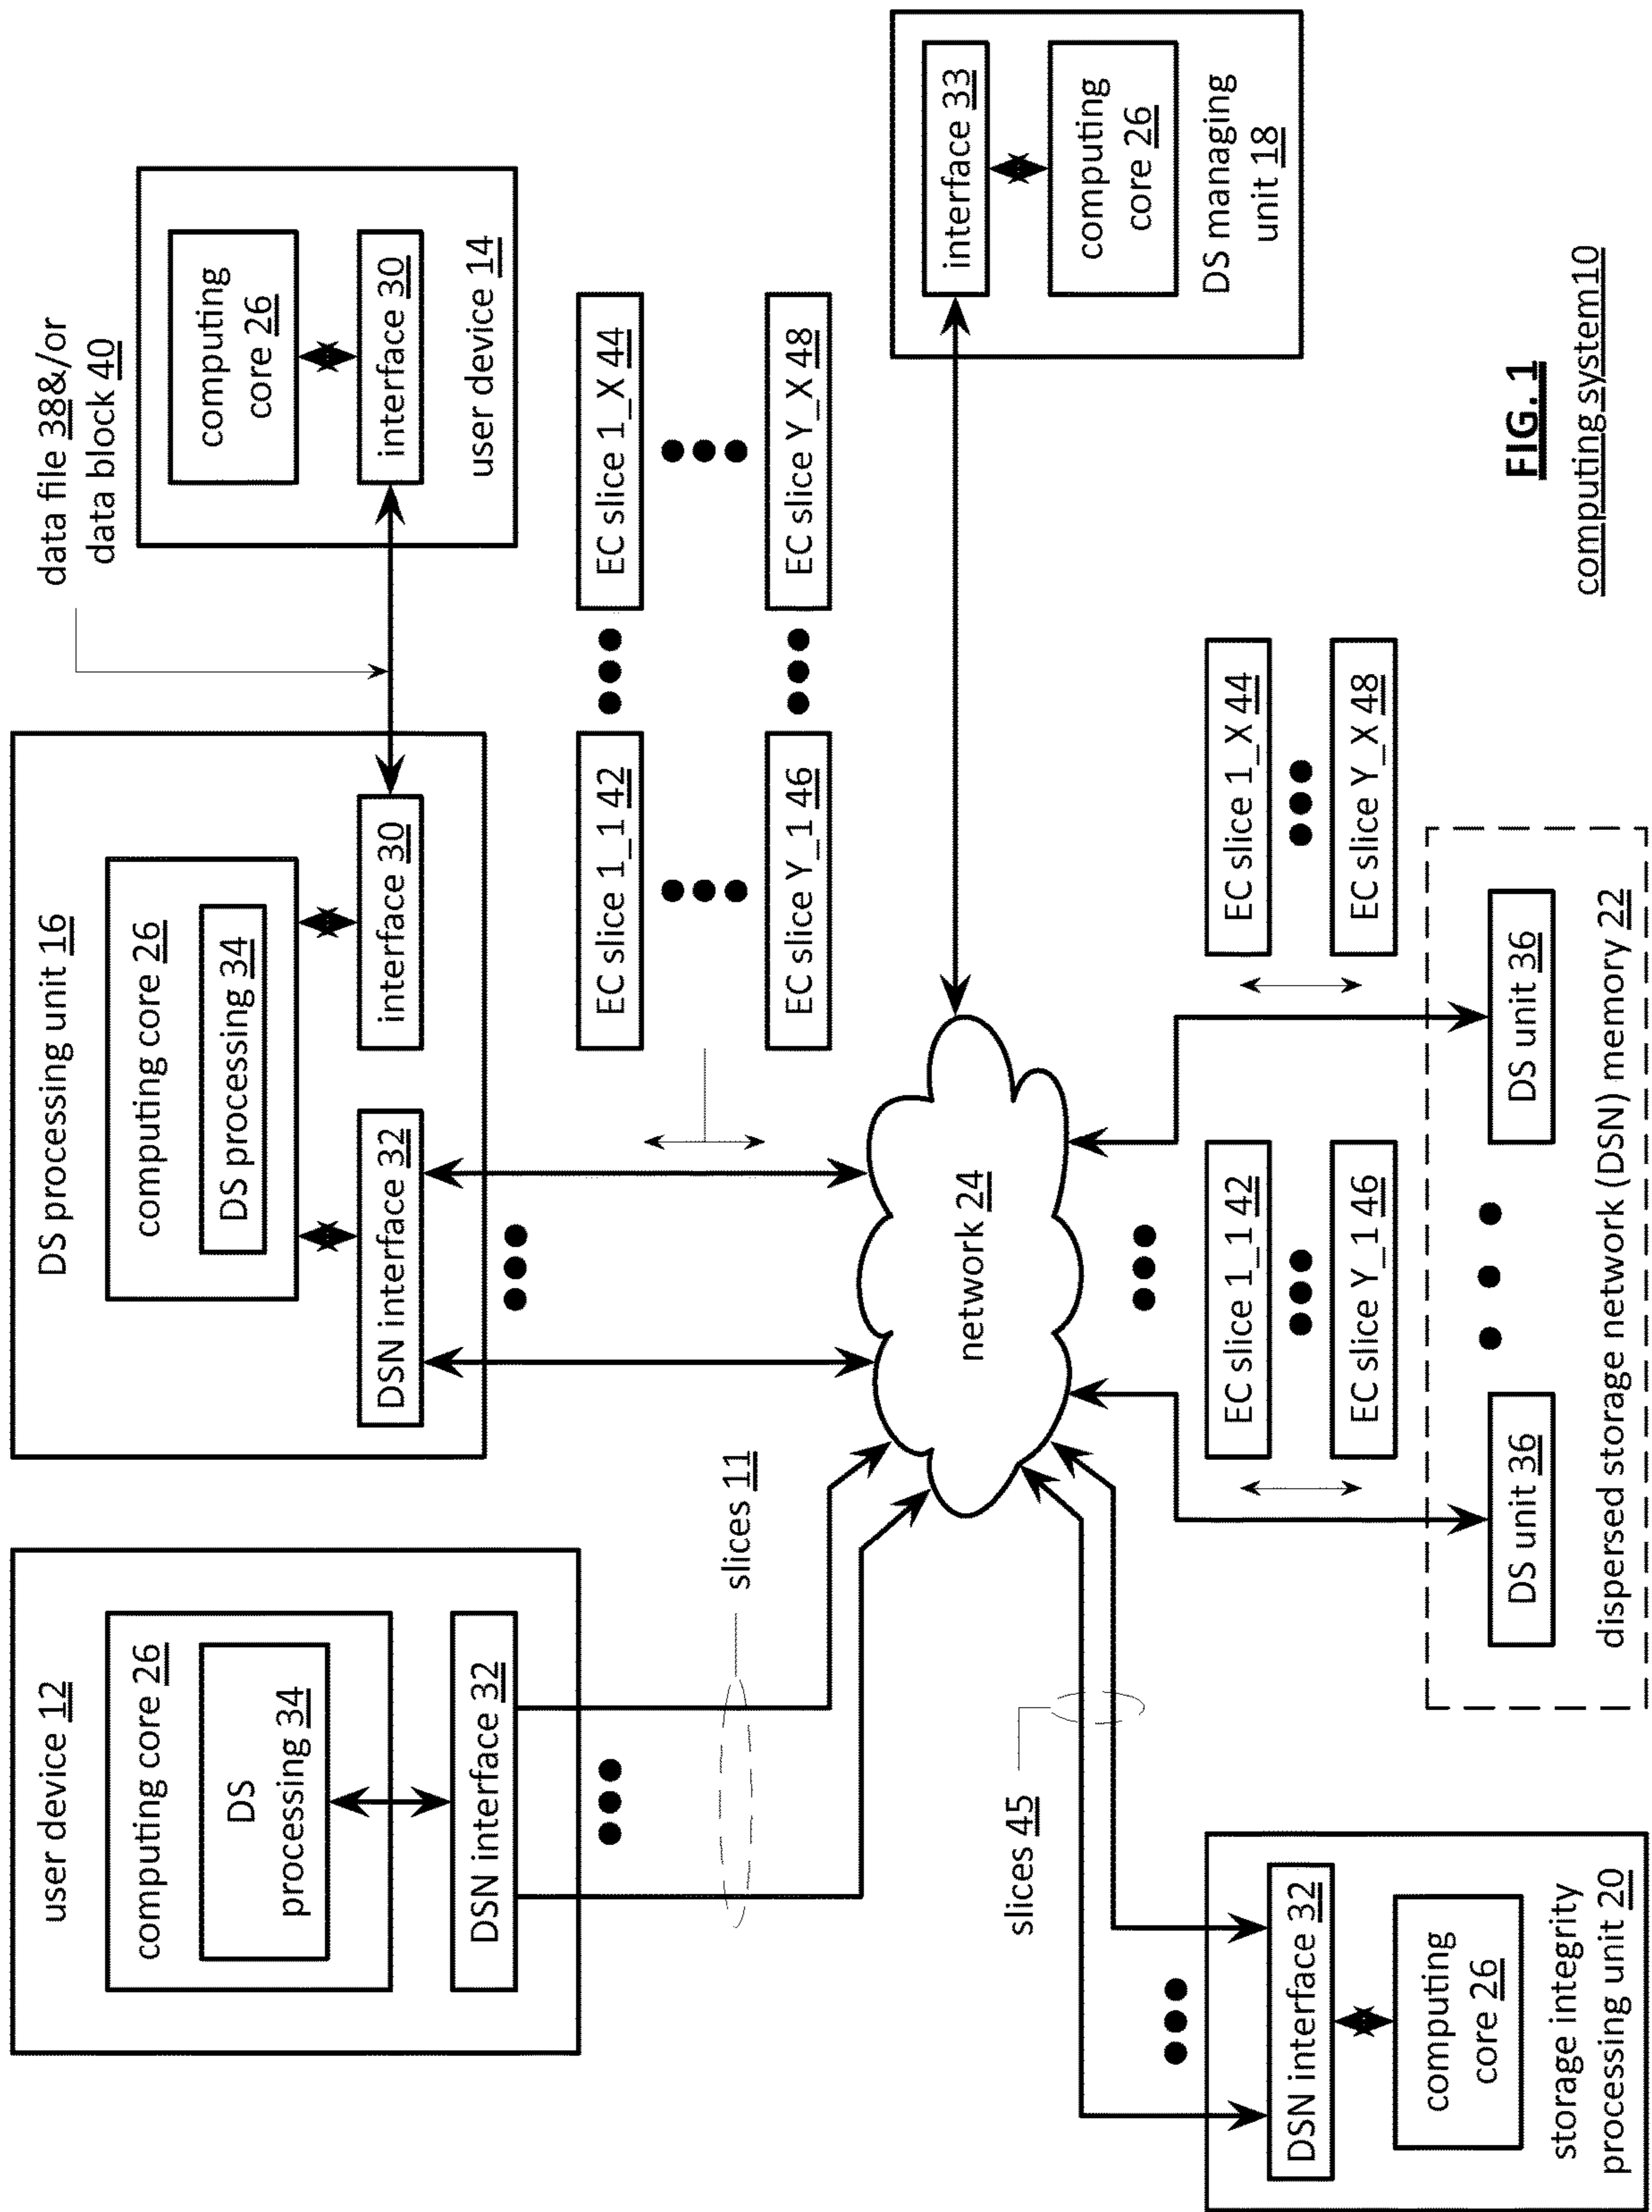 user device 12
computing core 26
DS
processing 34
DSN interface 32
slices 11
DS processing unit 16
computing core 26
DS processing 34
DSN interface 32
interface 30
data file 38&/or
data block 40
computing
core 26
interface 30
user device 14
EC slice 1_1 42
EC slice 1_X 44
EC slice Y_1 46
EC slice Y_X 48
network 24
interface 33
computing
core 26
DS managing
unit 18
slices 45
DSN interface 32
computing
core 26
storage integrity
processing unit 20
EC slice 1_1 42
EC slice Y_1 46
EC slice 1_X 44
EC slice Y_X 48
DS unit 36
DS unit 36
dispersed storage network (DSN) memory 22
FIG. 1
computing system10